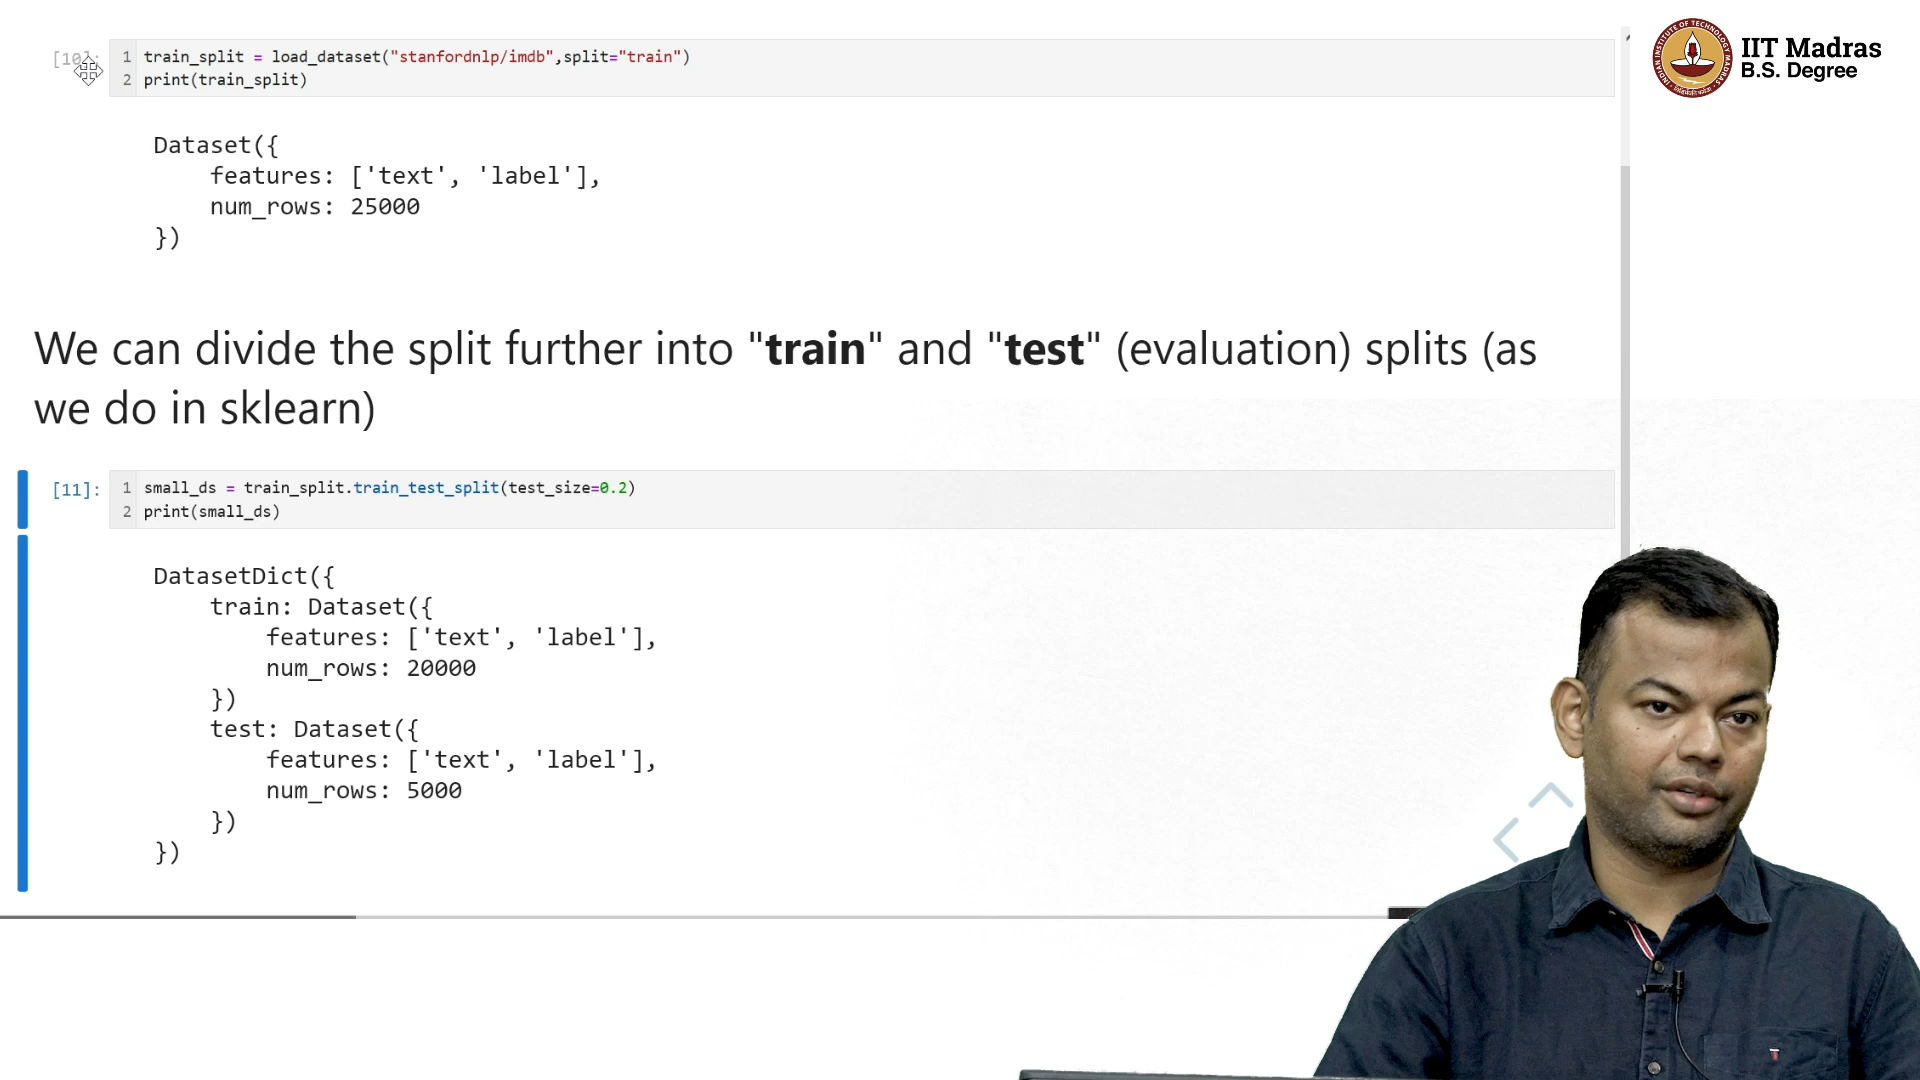 [10]:
1 train_split = load_dataset("stanfordnlp/imdb",split="train")
2 print(train_split)
IIT Madras
B.S. Degree
Dataset({
    features: ['text', 'label'],
    num_rows: 25000
})
We can divide the split further into "train" and "test" (evaluation) splits (as
we do in sklearn)
[11]:
1 small_ds = train_split.train_test_split(test_size=0.2)
2 print(small_ds)
DatasetDict({
    train: Dataset({
        features: ['text', 'label'],
        num_rows: 20000
    })
    test: Dataset({
        features: ['text', 'label'],
        num_rows: 5000
    })
})